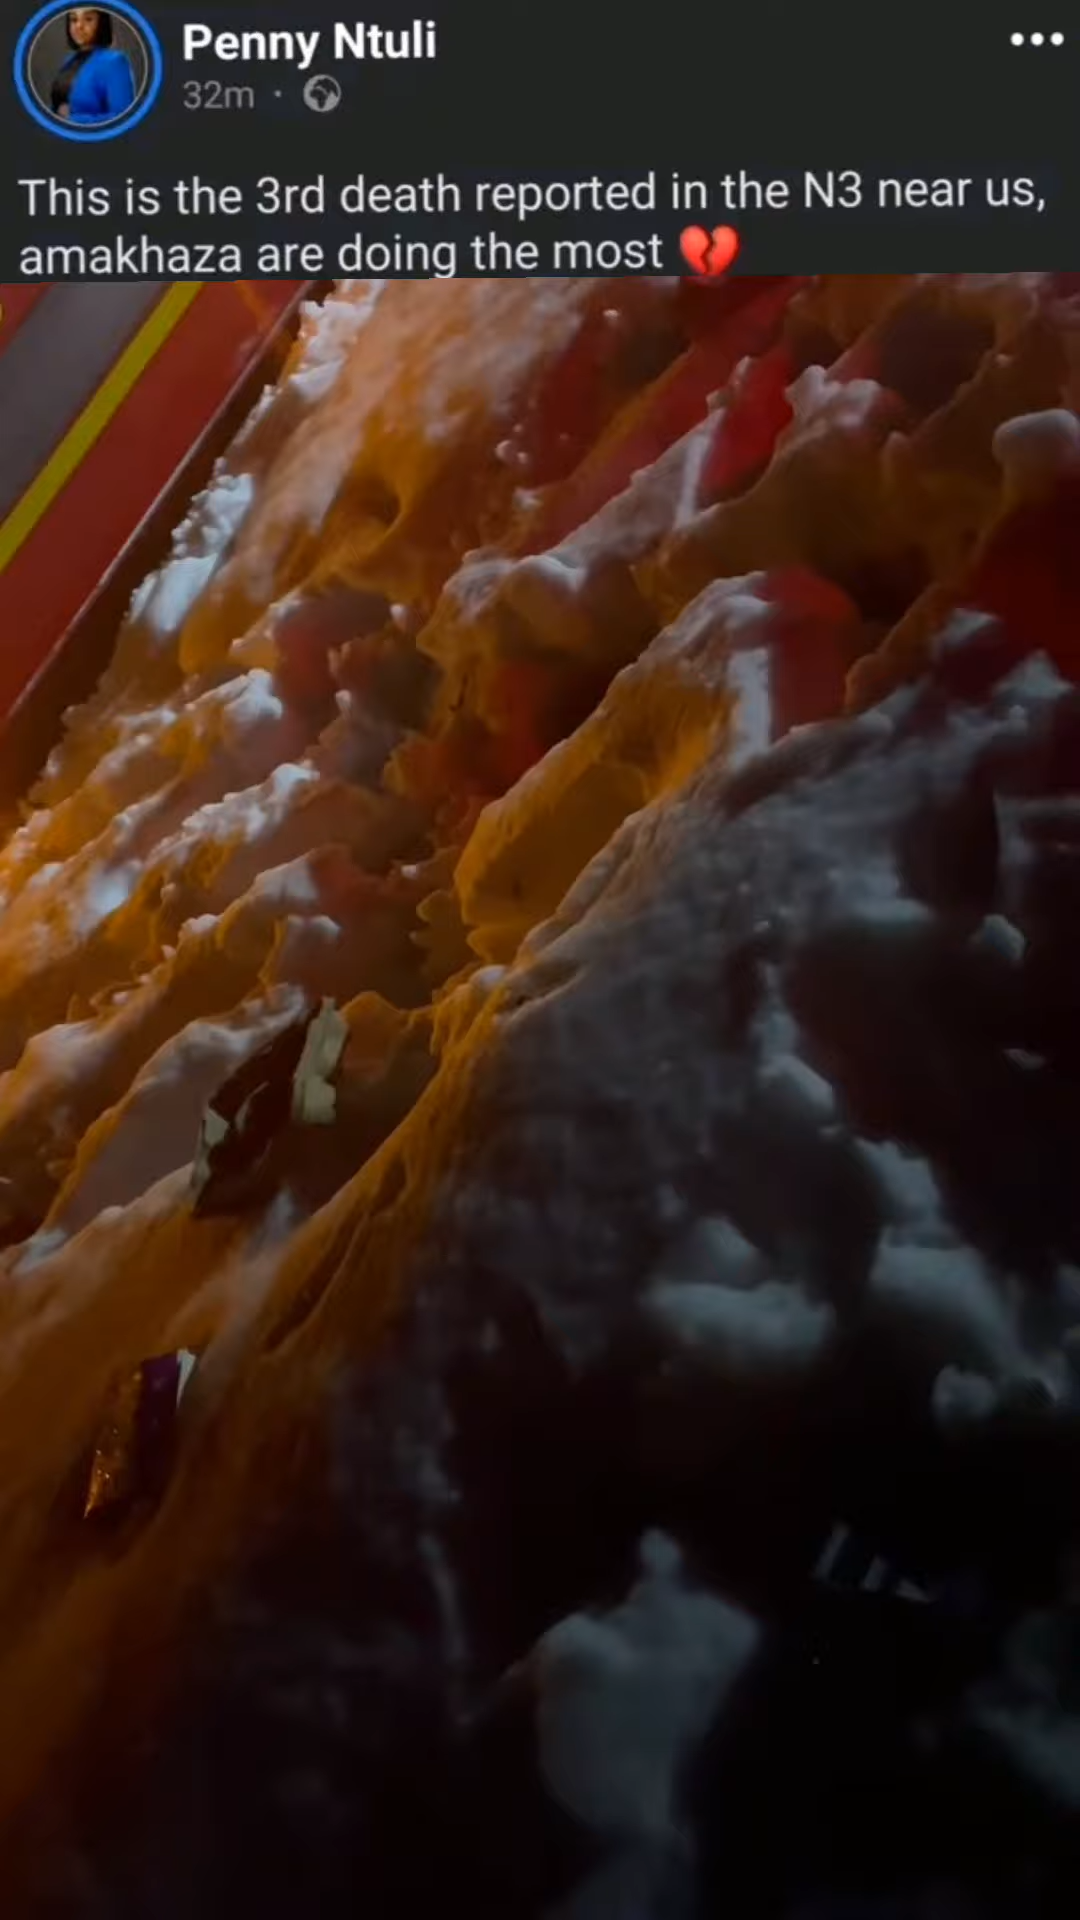 Penny Ntuli
32m ·
This is the 3rd death reported in the N3 near us,
amakhaza are doing the most 💔